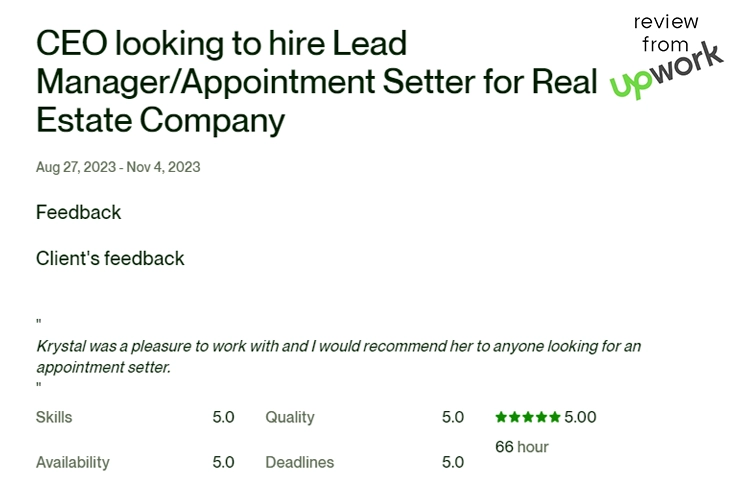 review
from
upwork
CEO looking to hire Lead
Manager/Appointment Setter for Real
Estate Company
Aug 27, 2023 - Nov 4, 2023
Feedback
Client's feedback
"
Krystal was a pleasure to work with and I would recommend her to anyone looking for an
appointment setter.
"
Skills 5.0 Quality 5.0 5.00
66 hour
Availability 5.0 Deadlines 5.0